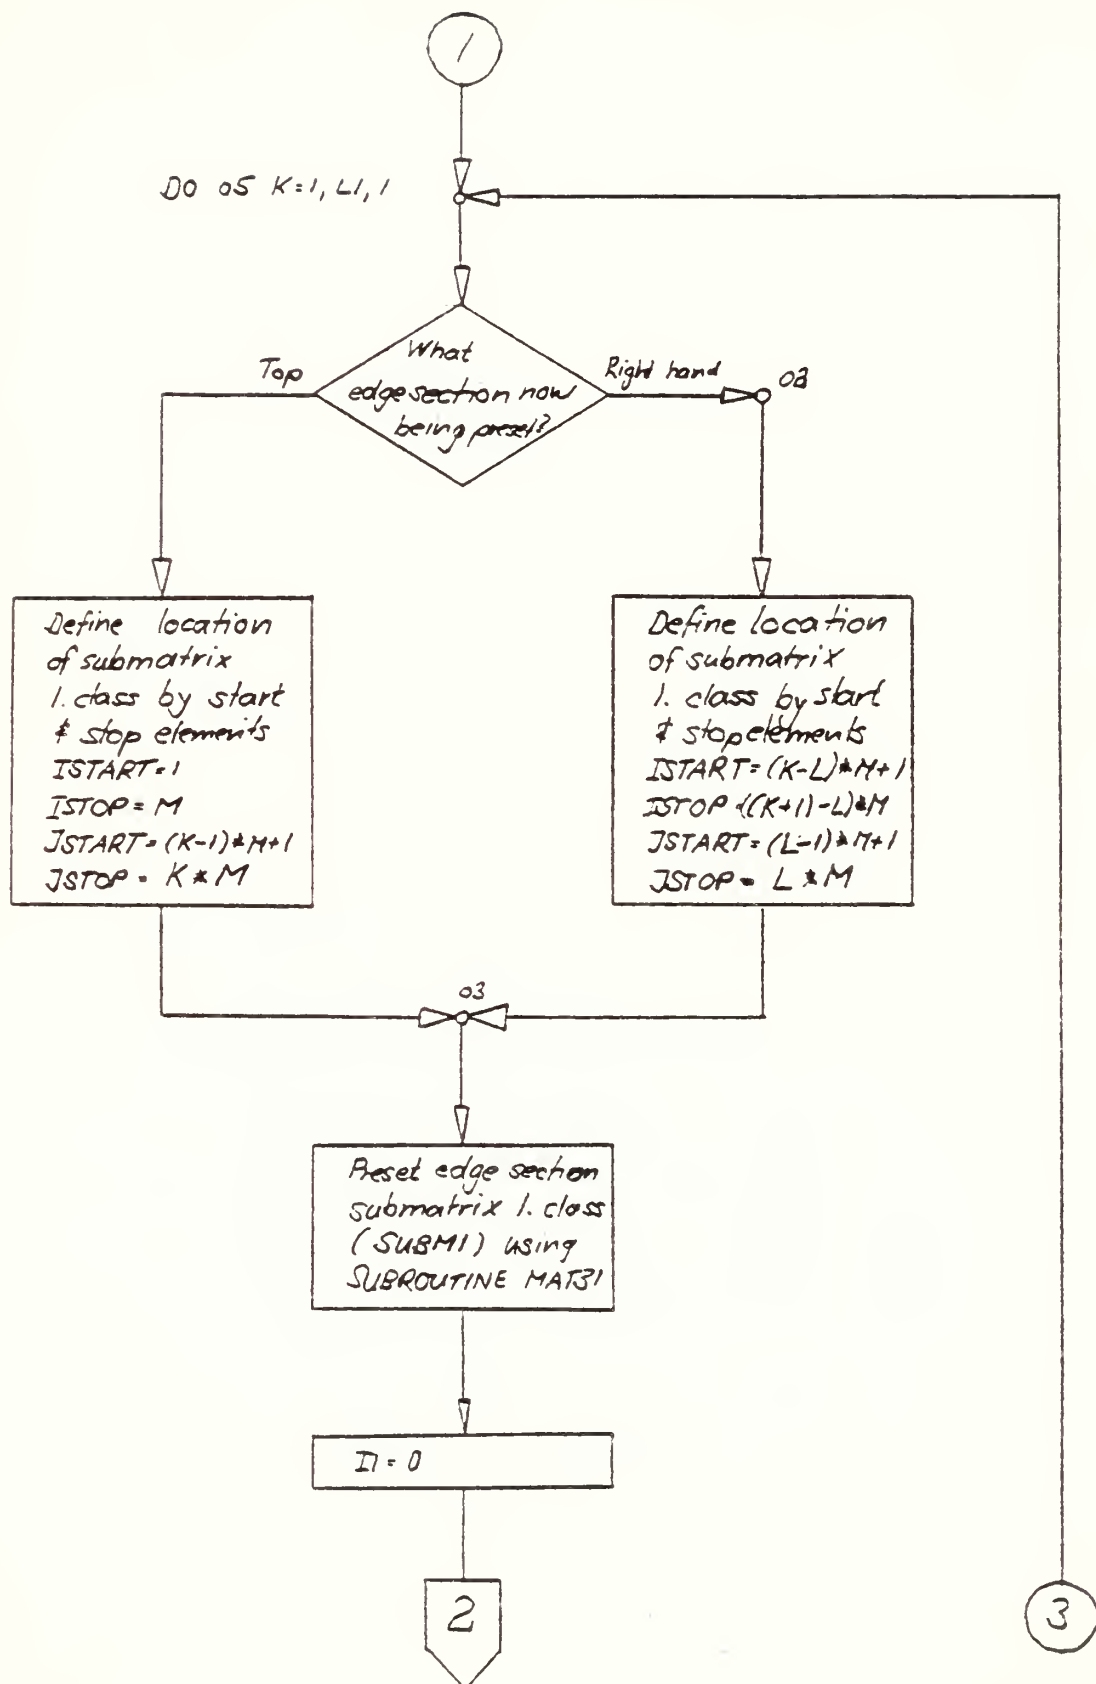 1
DO 05 K=1, L1, 1
What
edge section now
being preset?
Top
Right hand
02
Define location
of submatrix
1. class by start
& stop elements
ISTART=1
ISTOP=M
JSTART=(K-1)*M+1
JSTOP= K*M
Define location
of submatrix
1. class by start
& stop elements
ISTART=(K-L)*M+1
ISTOP=((K+1)-L)*M
JSTART=(L-1)*M+1
JSTOP= L*M
03
Preset edge section
submatrix 1. class
(SUBM1) using
SUBROUTINE MAT31
I1=0
2
3